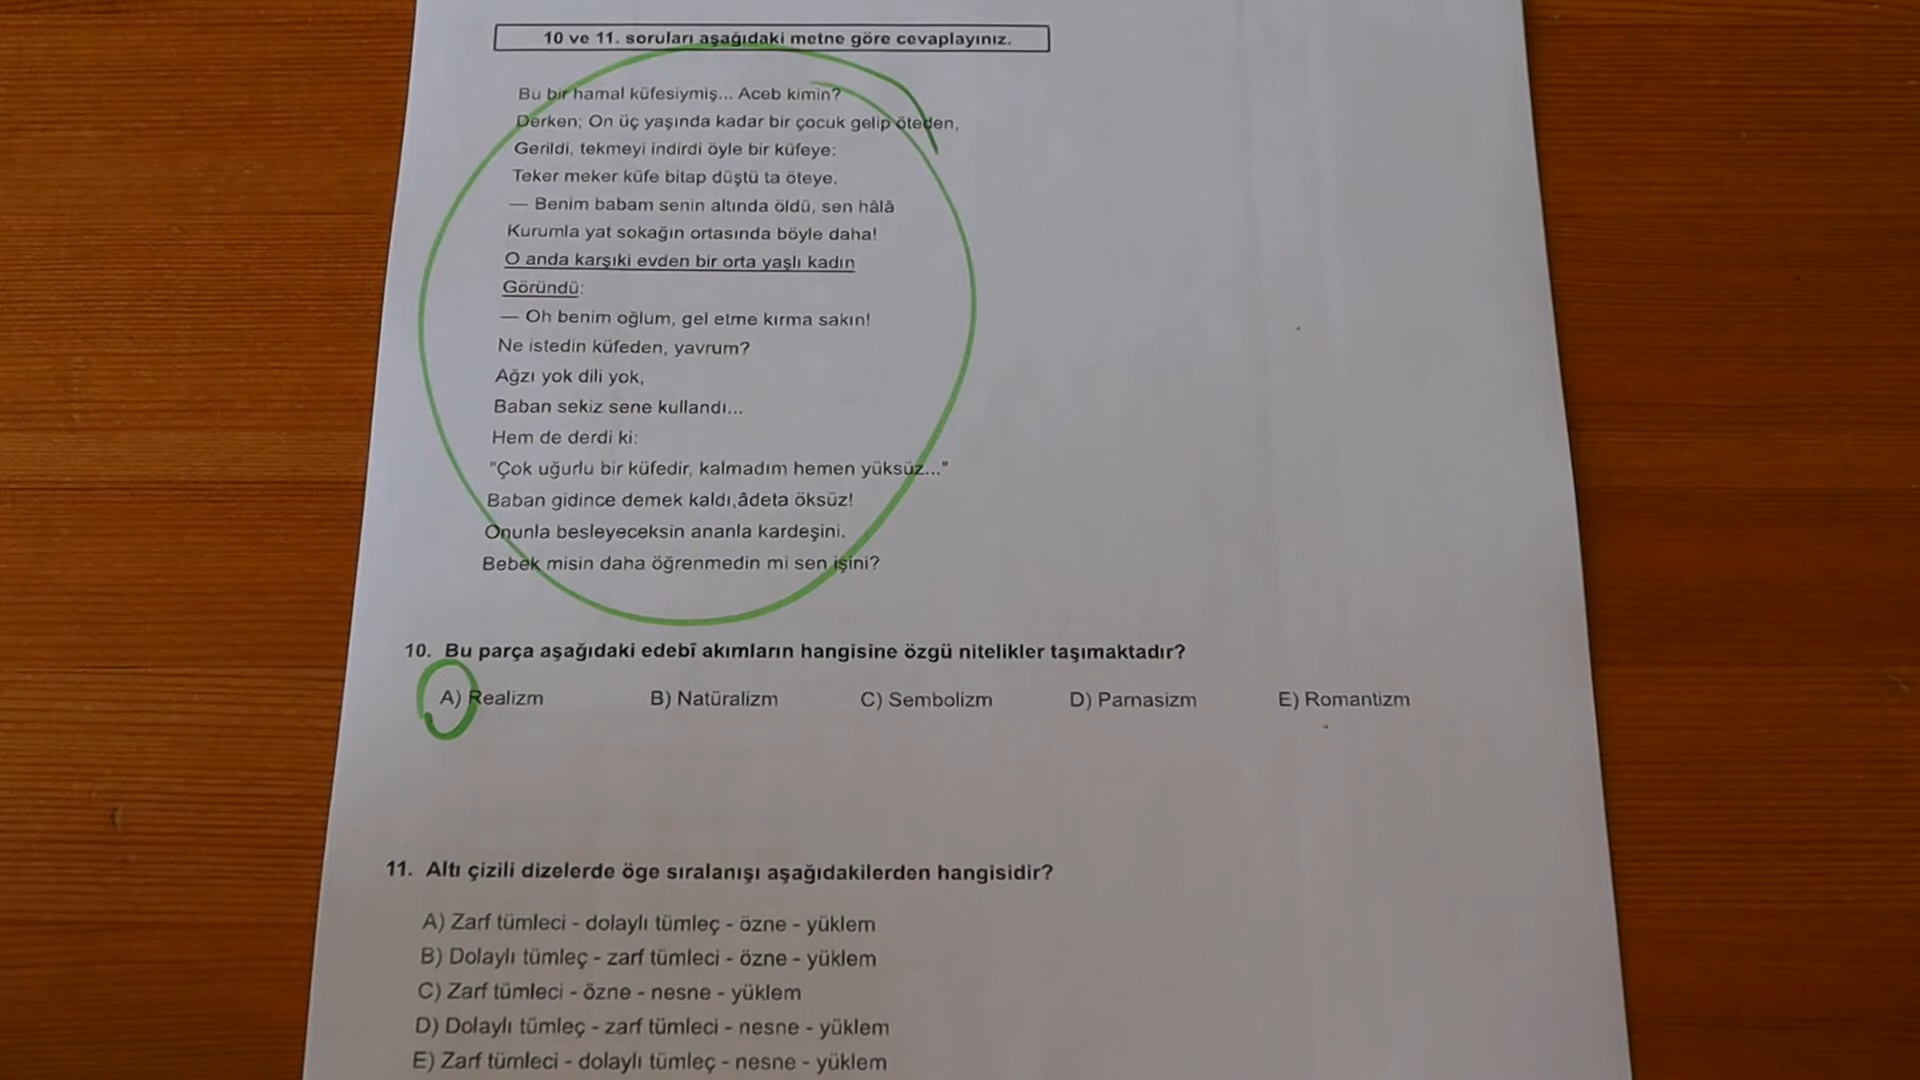 10 ve 11. soruları aşağıdaki metne göre cevaplayınız.
Bu bir hamal küfesiymiş... Aceb kimin?
Derken; On üç yaşında kadar bir çocuk gelip öteden,
Gerildi, tekmeyi indirdi öyle bir küfeye:
Teker meker küfe bitap düştü ta öteye.
— Benim babam senin altında öldü, sen hâlâ
Kurumla yat sokağın ortasında böyle daha!
O anda karşıki evden bir orta yaşlı kadın
Göründü:
— Oh benim oğlum, gel etme kırma sakın!
Ne istedin küfeden, yavrum?
Ağzı yok dili yok,
Baban sekiz sene kullandı...
Hem de derdi ki:
"Çok uğurlu bir küfedir, kalmadım hemen yüksüz..."
Baban gidince demek kaldı,âdeta öksüz!
Onunla besleyeceksin ananla kardeşini.
Bebek misin daha öğrenmedin mi sen işini?
10. Bu parça aşağıdaki edebî akımların hangisine özgü nitelikler taşımaktadır?
A) Realizm B) Natüralizm C) Sembolizm D) Parnasizm E) Romantizm
11. Altı çizili dizelerde öge sıralanışı aşağıdakilerden hangisidir?
A) Zarf tümleci - dolaylı tümleç - özne - yüklem
B) Dolaylı tümleç - zarf tümleci - özne - yüklem
C) Zarf tümleci - özne - nesne - yüklem
D) Dolaylı tümleç - zarf tümleci - nesne - yüklem
E) Zarf tümleci - dolaylı tümleç - nesne - yüklem